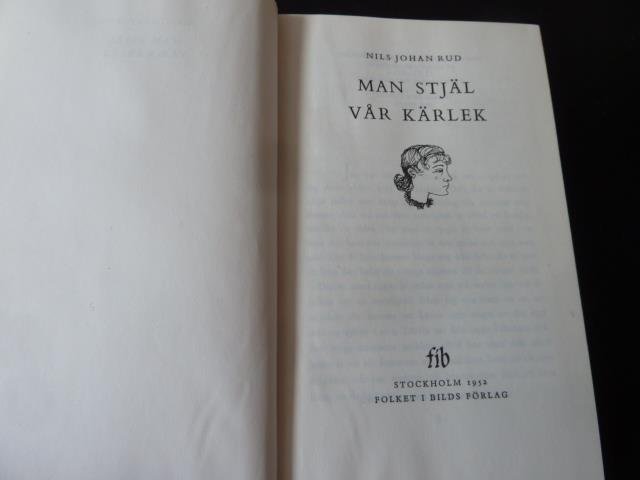 NILS JOHAN RUD
MAN STJÄL
VÅR KÄRLEK
fib
STOCKHOLM 1952
FOLKET I BILDS FÖRLAG